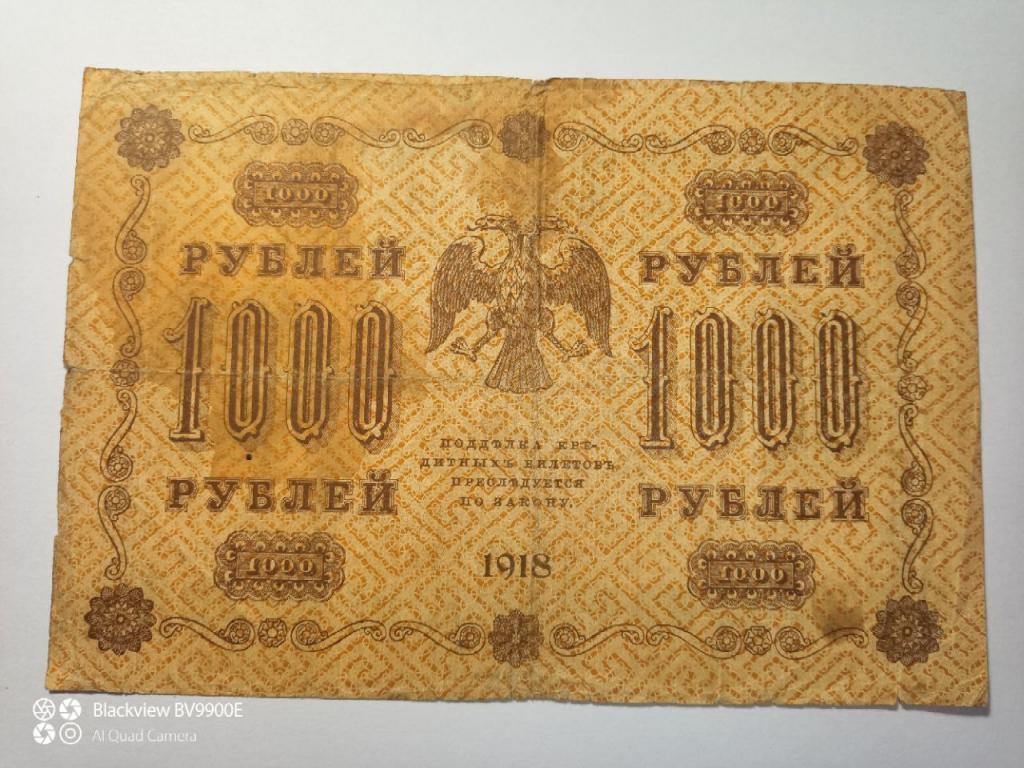 1000 1000
РУБЛЕЙ РУБЛЕЙ
1000 1000
ПОДДѢЛКА КРЕ-
ДИТНЫХЪ БИЛЕТОВЪ
ПРЕСЛѢДУЕТСЯ
ПО ЗАКОНУ.
РУБЛЕЙ РУБЛЕЙ
1000 1918 1000
Blackview BV9900E
AI Quad Camera